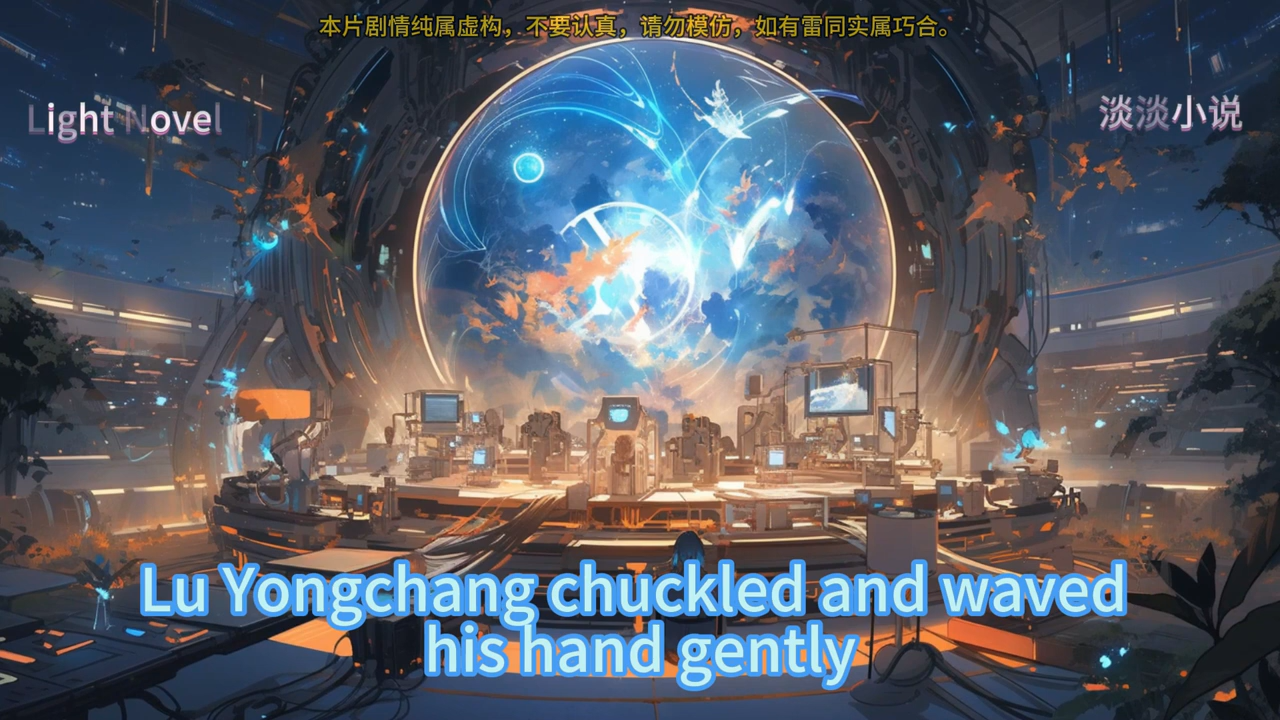 本片剧情纯属虚构，不要认真，请勿模仿，如有雷同实属巧合。
Light Novel
淡淡小说
Lu Yongchang chuckled and waved
his hand gently